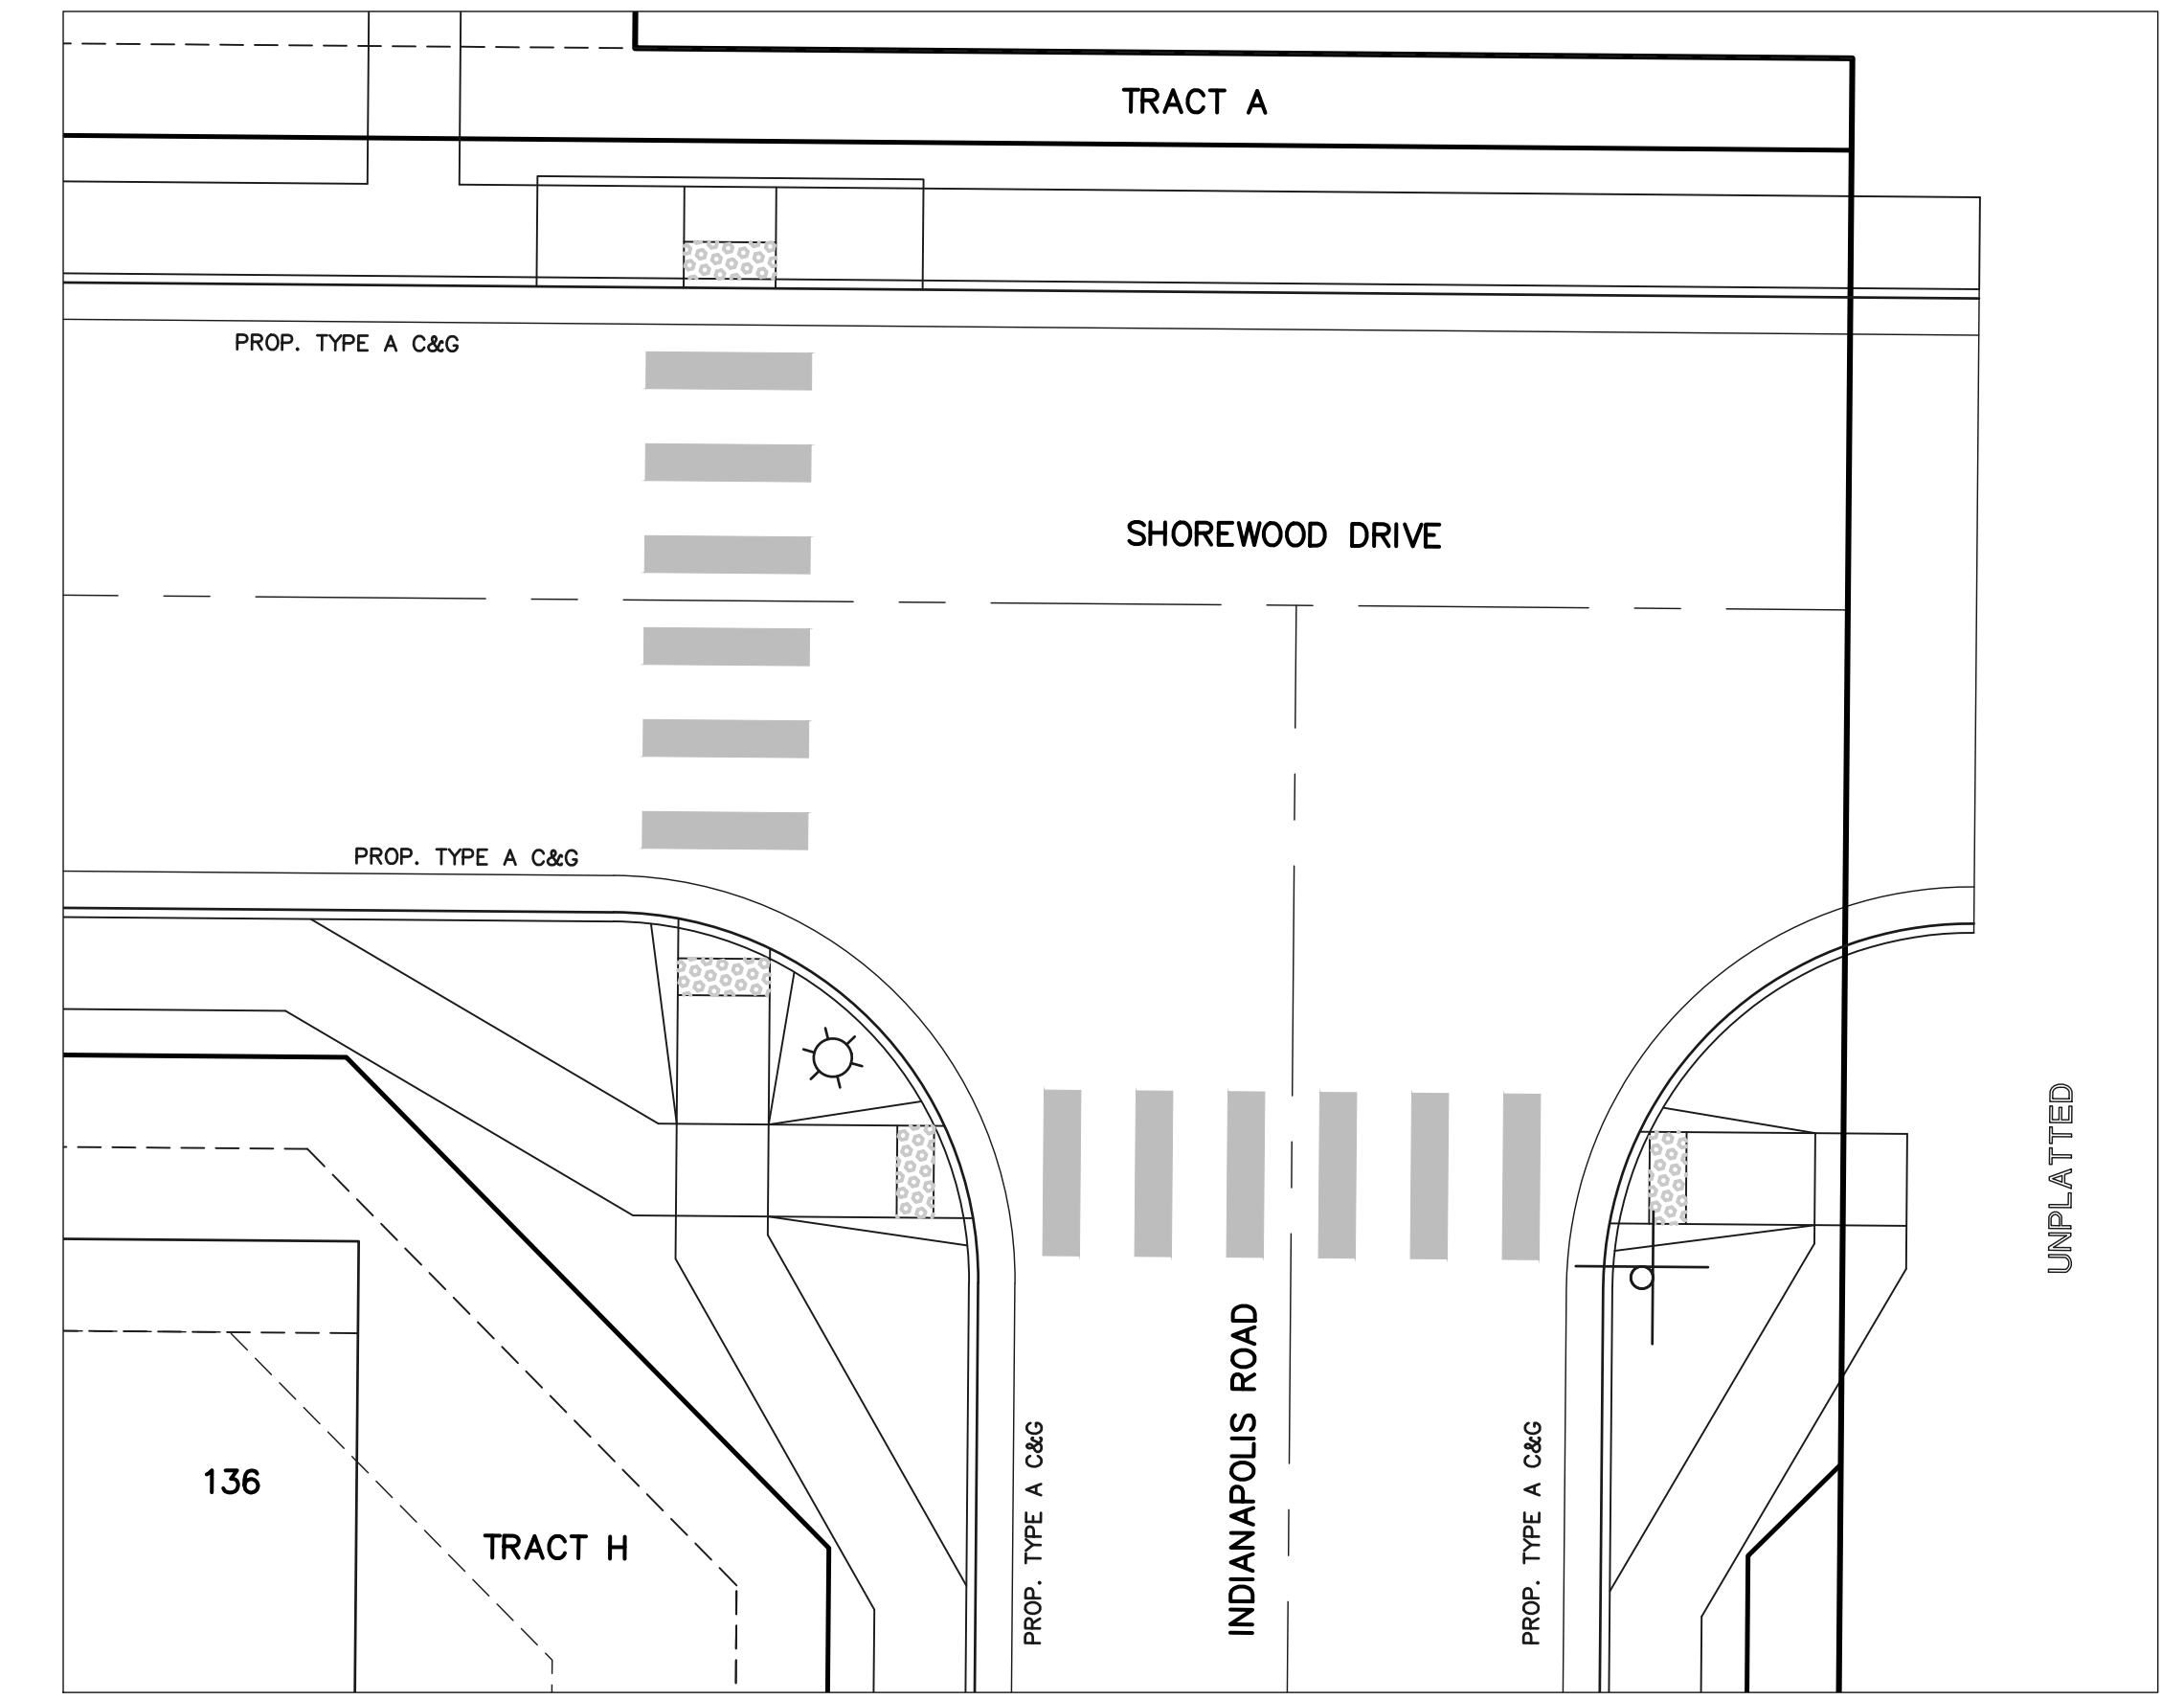 TRACT A
PROP. TYPE A C&G
SHOREWOOD DRIVE
PROP. TYPE A C&G
UNPLATTED
INDIANAPOLIS ROAD
PROP. TYPE A C&G
PROP. TYPE A C&G
136
TRACT H